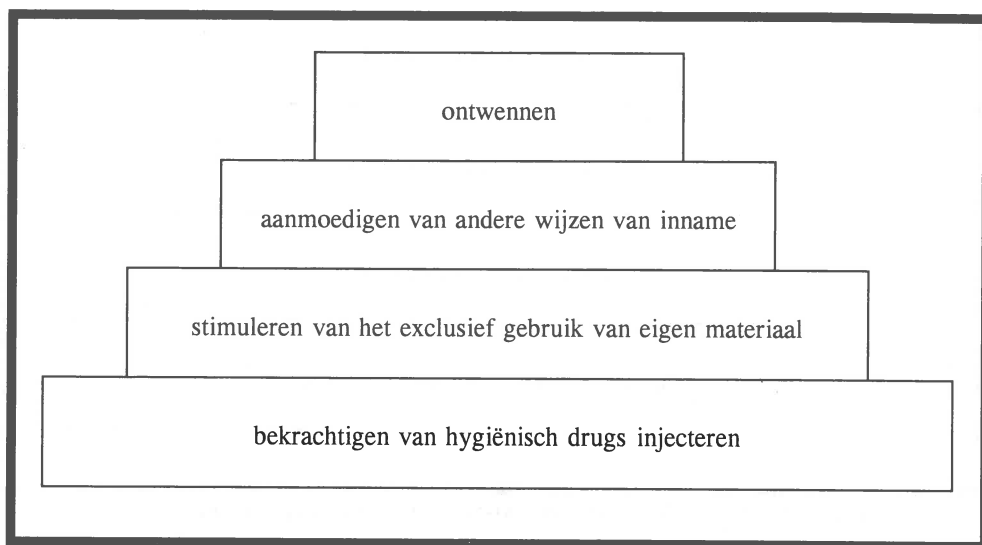 ontwennen
aanmoedigen van andere wijzen van inname
stimuleren van het exclusief gebruik van eigen materiaal
bekrachtigen van hygiënisch drugs injecteren